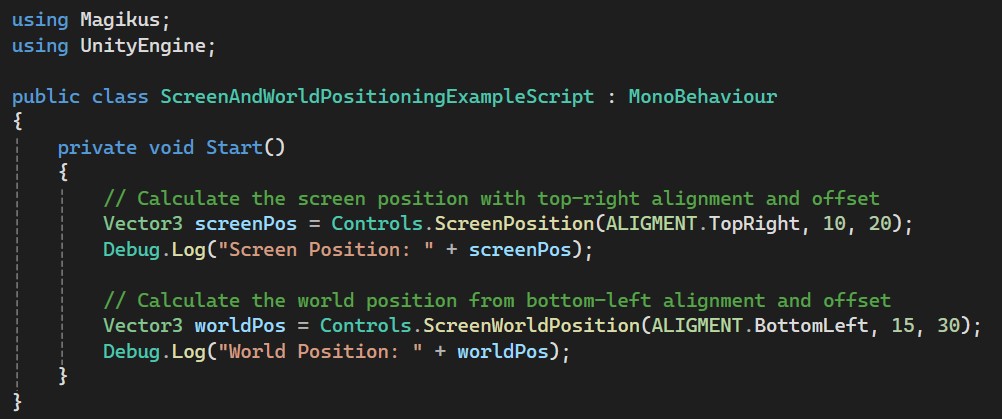 using Magikus;
using UnityEngine;

public class ScreenAndWorldPositioningExampleScript : MonoBehaviour
{
    private void Start()
    {
        // Calculate the screen position with top-right alignment and offset
        Vector3 screenPos = Controls.ScreenPosition(ALIGMENT.TopRight, 10, 20);
        Debug.Log("Screen Position: " + screenPos);

        // Calculate the world position from bottom-left alignment and offset
        Vector3 worldPos = Controls.ScreenWorldPosition(ALIGMENT.BottomLeft, 15, 30);
        Debug.Log("World Position: " + worldPos);
    }
}